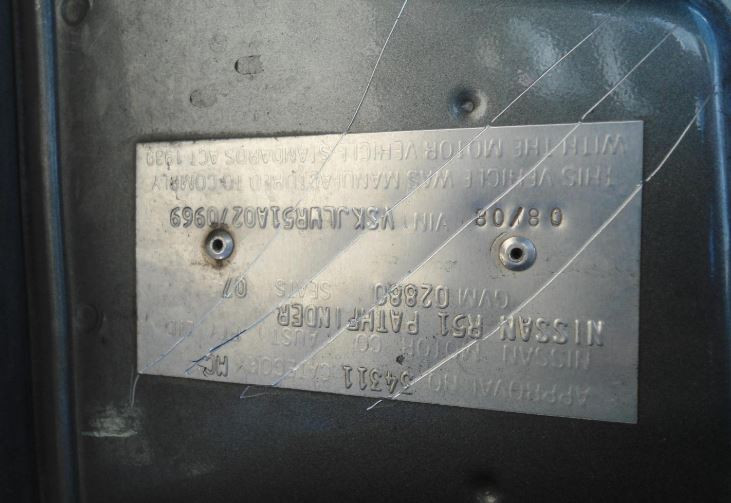 APPROVAL NO. 34311 CATEGORY MC
NISSAN MOTOR CO. AUST PTY LTD
NISSAN R51 PATHFINDER
GVM 02880 SEATS 07
08/08 VIN VSKJLWR51A0270969
THIS VEHICLE WAS MANUFACTURED TO COMPLY
WITH THE MOTOR VEHICLE STANDARDS ACT 1989